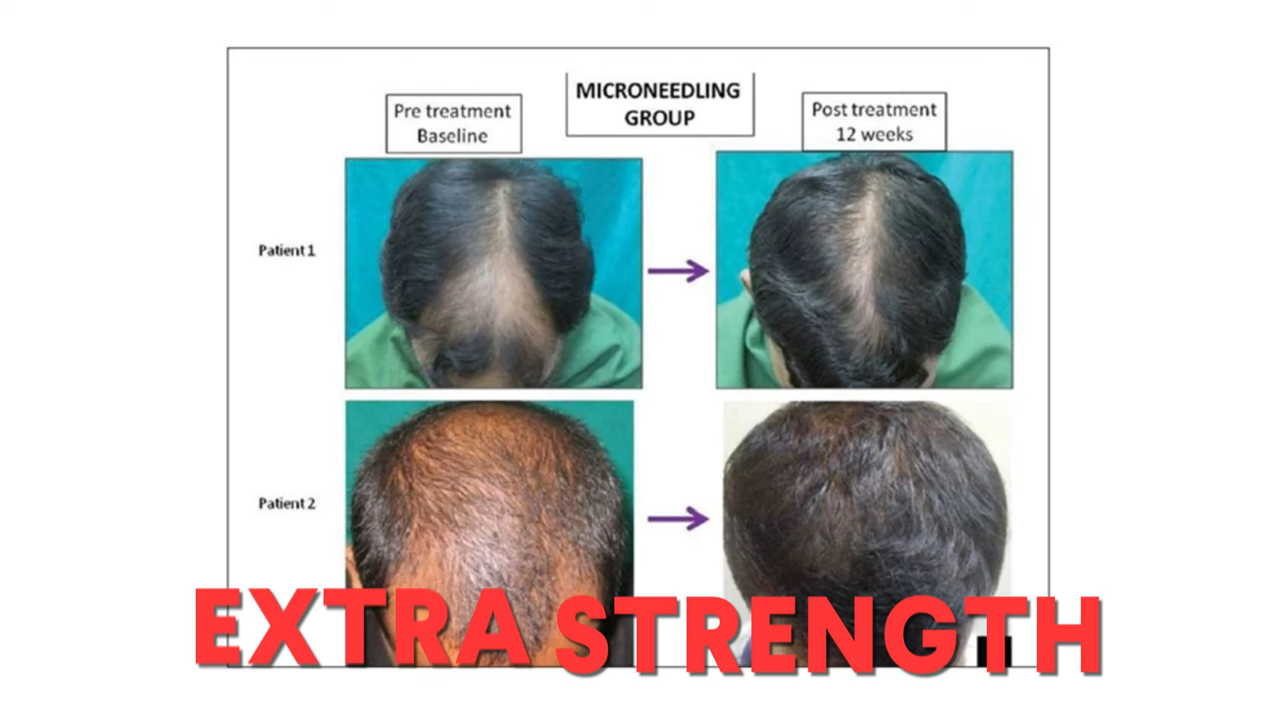 MICRONEEDLING
GROUP
Pre treatment
Baseline
Post treatment
12 weeks
Patient 1
Patient 2
EXTRA STRENGTH